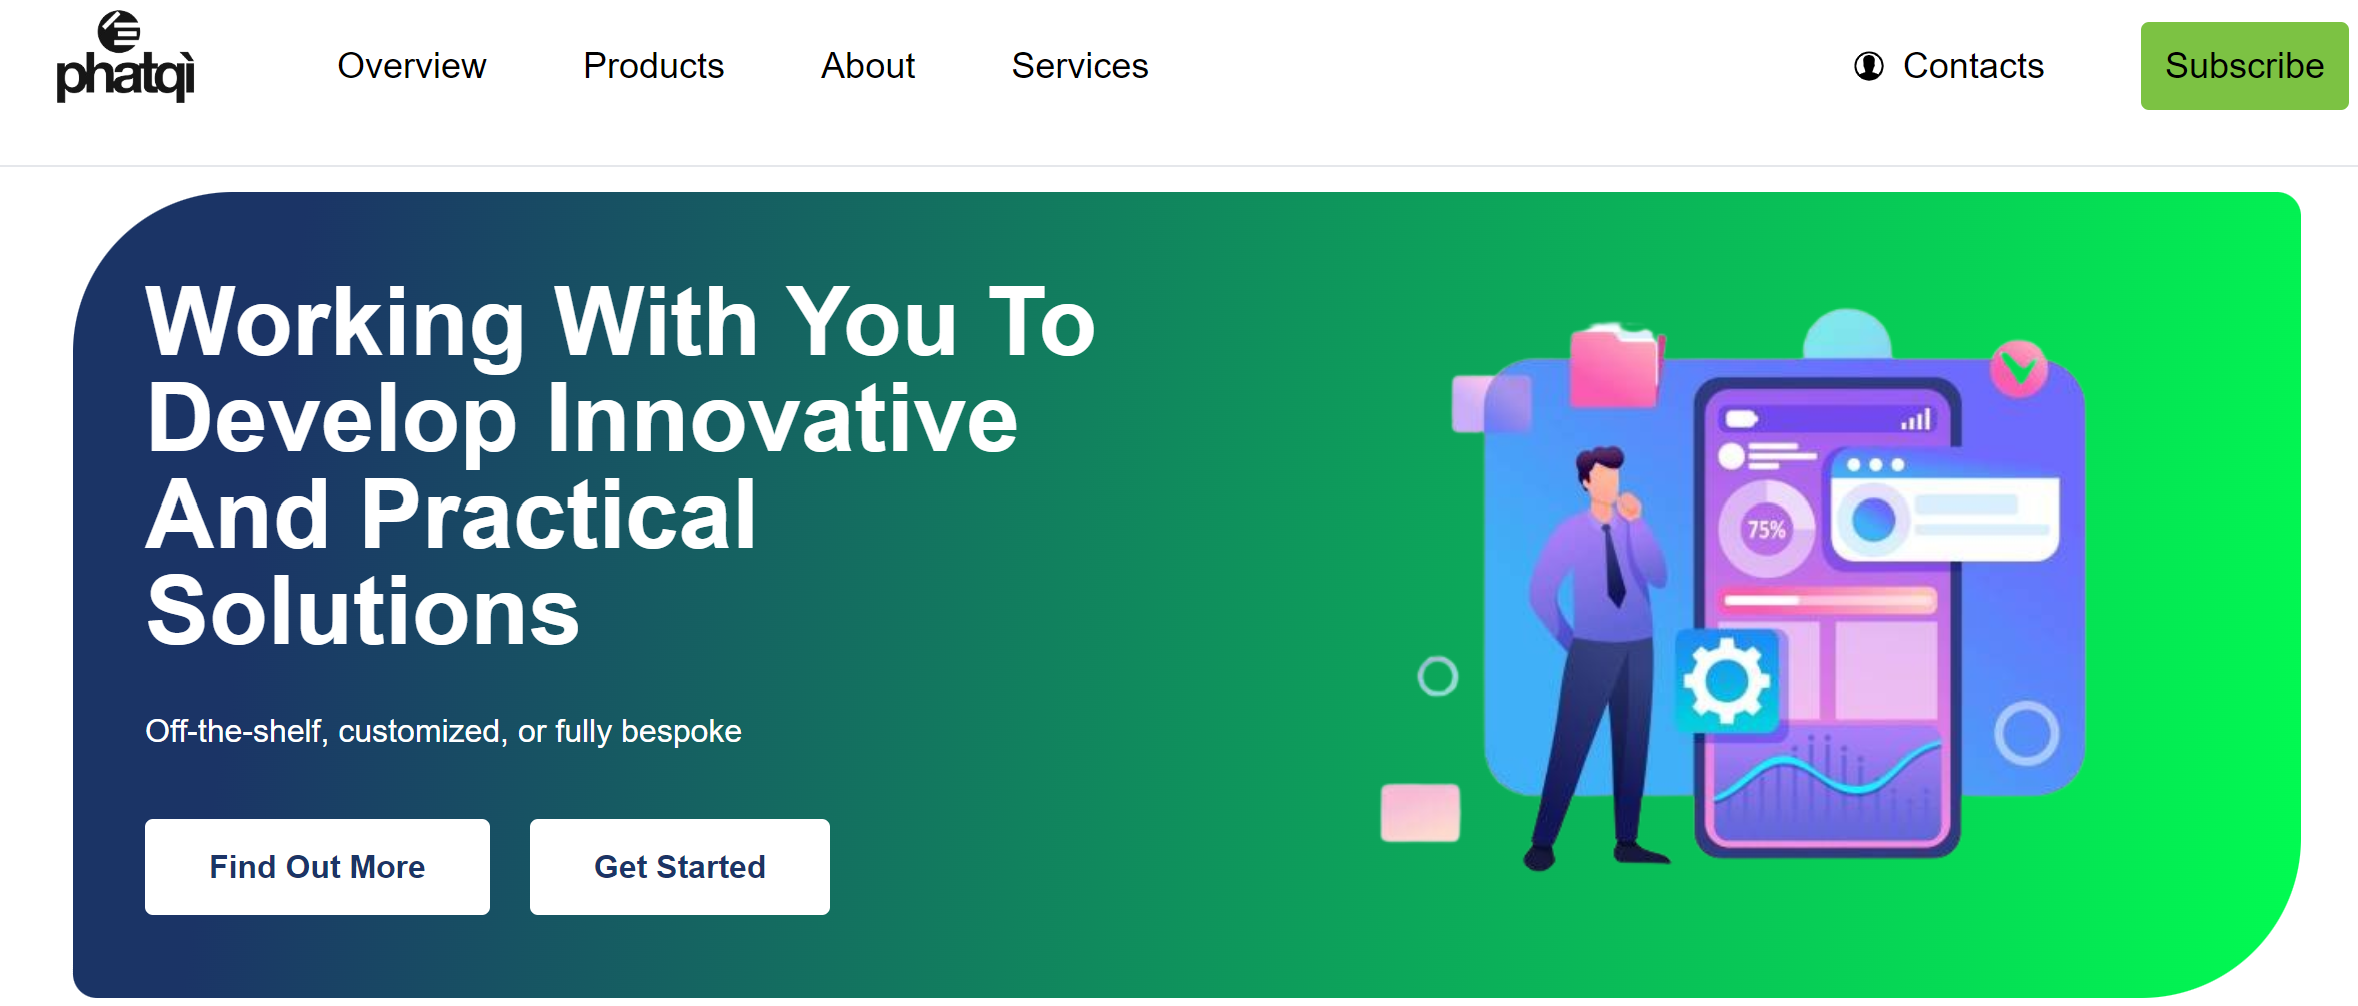 phatqì
Overview
Products
About
Services
Contacts
Subscribe
Working With You To
Develop Innovative
And Practical
Solutions
Off-the-shelf, customized, or fully bespoke
Find Out More
Get Started
75%